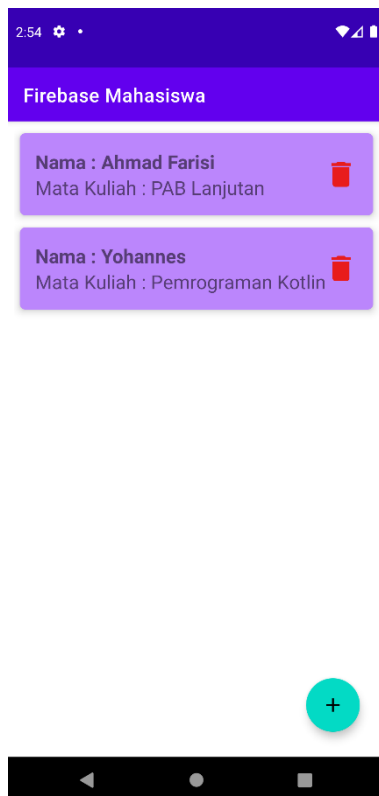 2:54
Firebase Mahasiswa
Nama : Ahmad Farisi
Mata Kuliah : PAB Lanjutan
Nama : Yohannes
Mata Kuliah : Pemrograman Kotlin
+